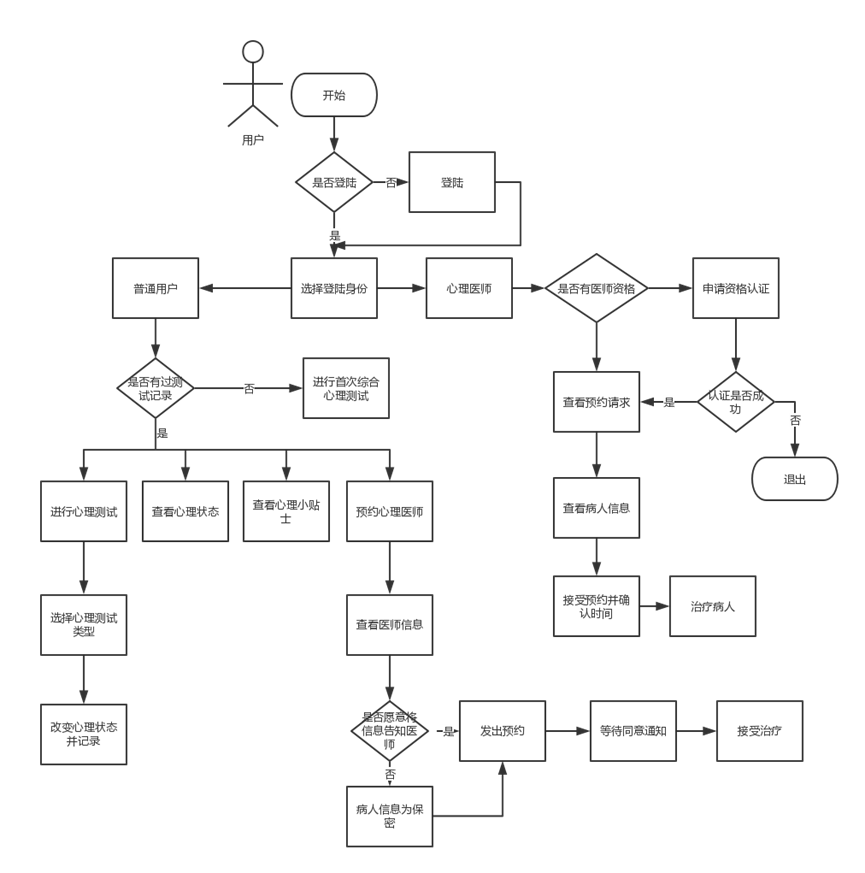 开始
用户
是否登陆
否
登陆
是
普通用户
选择登陆身份
心理医师
是否有医师资格
申请资格认证
是否有过测
试记录
否
进行首次综合
心理测试
查看预约请求
是
认证是否成
功
否
是
退出
进行心理测试
查看心理状态
查看心理小贴
士
预约心理医师
查看病人信息
接受预约并确
认时间
治疗病人
选择心理测试
类型
查看医师信息
改变心理状态
并记录
是否愿意将
信息告知医
师
是
发出预约
等待同意通知
接受治疗
否
病人信息为保
密